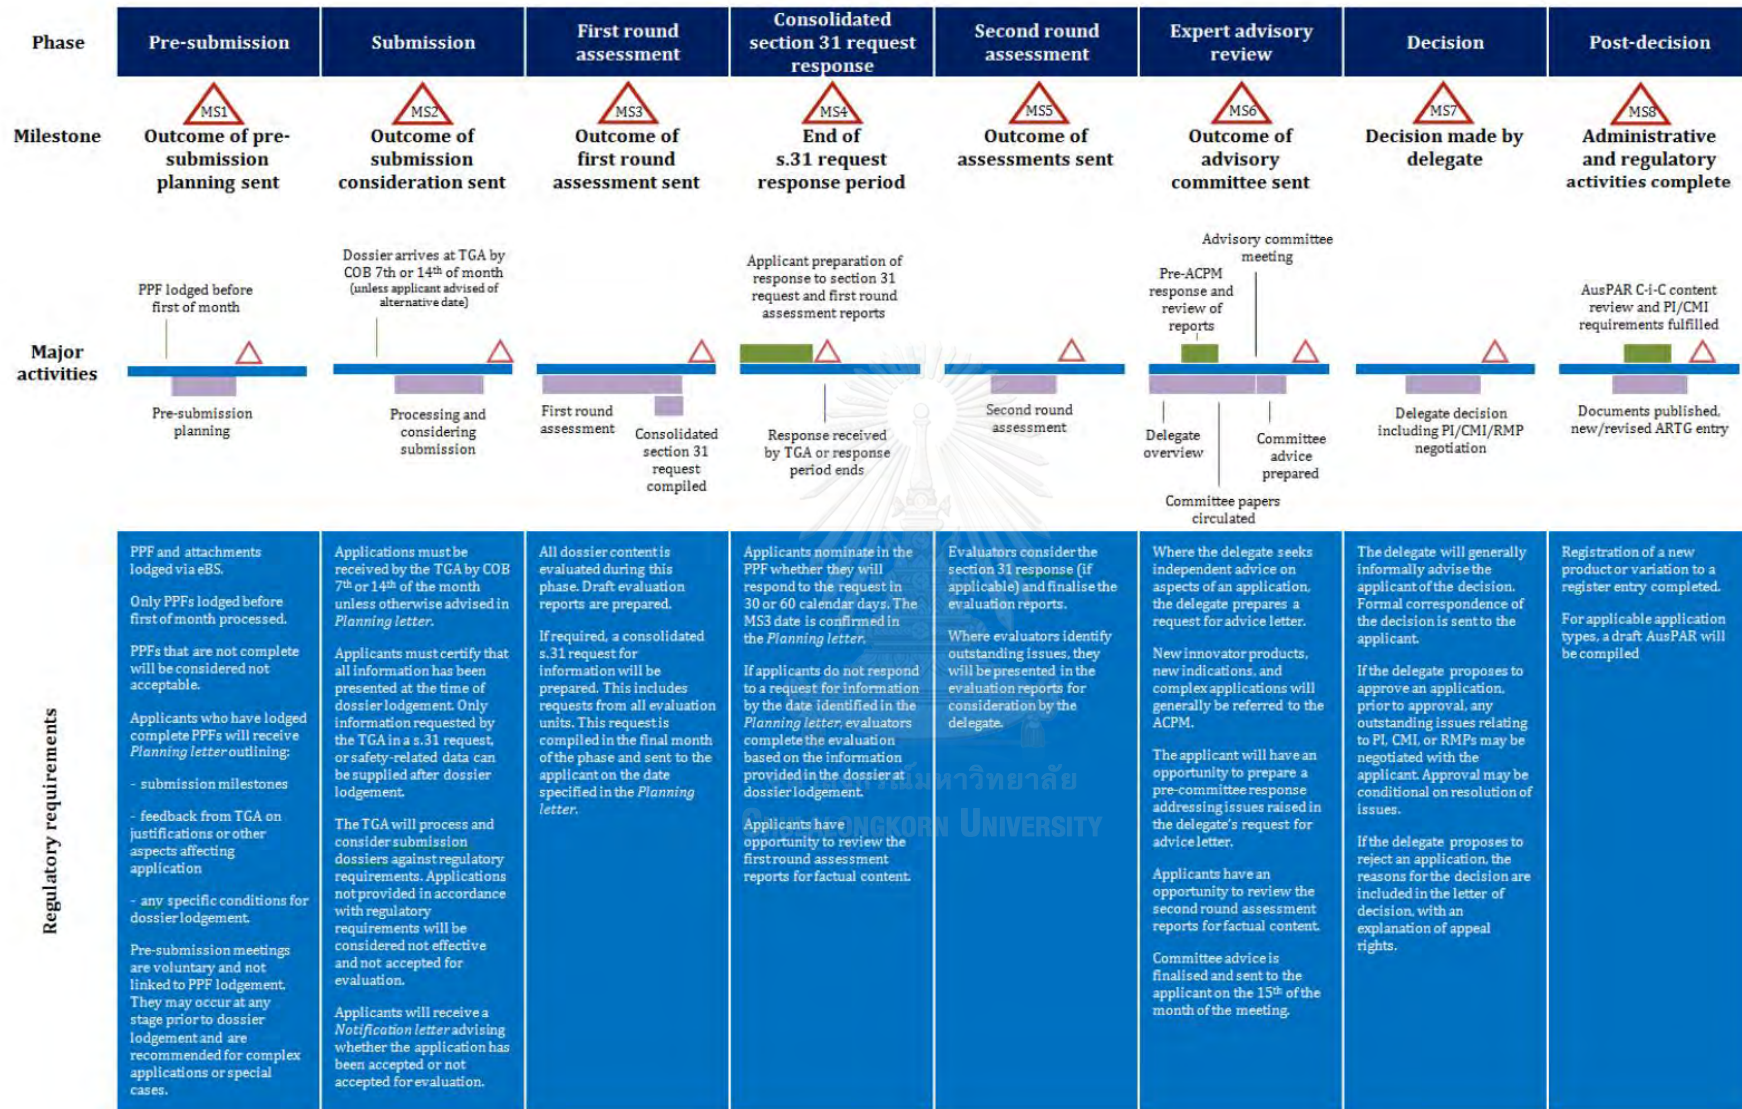 Phase
Pre-submission
Submission
First round
assessment
Consolidated
section 31 request
response
Second round
assessment
Expert advisory
review
Decision
Post-decision
Milestone
MS1
Outcome of pre-
submission
planning sent
MS2
Outcome of
submission
consideration sent
MS3
Outcome of
first round
assessment sent
MS4
End of
s.31 request
response period
MS5
Outcome of
assessments sent
MS6
Outcome of
advisory
committee sent
MS7
Decision made by
delegate
MS8
Administrative
and regulatory
activities complete
Major
activities
PPF lodged before
first of month
Pre-submission
planning
Dossier arrives at TGA by
COB 7th or 14th of month
(unless applicant advised of
alternative date)
Processing and
considering
submission
First round
assessment
Consolidated
section 31
request
compiled
Applicant preparation of
response to section 31
request and first round
assessment reports
Response received
by TGA or response
period ends
Second round
assessment
Advisory committee
meeting
Pre-ACPM
response and
review of
reports
Delegate
overview
Committee
advice
prepared
Committee papers
circulated
Delegate decision
including PI/CMI/RMP
negotiation
AusPAR C-i-C content
review and PI/CMI
requirements fulfilled
Documents published,
new/revised ARTG entry
Regulatory requirements
PPF and attachments
lodged via eBS.
Only PPFs lodged before
first of month processed.
PPFs that are not complete
will be considered not
acceptable.
Applicants who have lodged
complete PPFs will receive
Planning letter outlining:
- submission milestones
- feedback from TGA on
justifications or other
aspects affecting
application
- any specific conditions for
dossier lodgement.
Pre-submission meetings
are voluntary and not
linked to PPF lodgement.
They may occur at any
stage prior to dossier
lodgement and are
recommended for complex
applications or special
cases.
Applications must be
received by the TGA by COB
7th or 14th of the month
unless otherwise advised in
Planning letter.
Applicants must certify that
all information has been
presented at the time of
dossier lodgement. Only
information requested by
the TGA in a s.31 request,
or safety-related data can
be supplied after dossier
lodgement.
The TGA will process and
consider submission
dossiers against regulatory
requirements. Applications
not provided in accordance
with regulatory
requirements will be
considered not effective
and not accepted for
evaluation.
Applicants will receive a
Notification letter advising
whether the application has
been accepted or not
accepted for evaluation.
All dossier content is
evaluated during this
phase. Draft evaluation
reports are prepared.
If required, a consolidated
s.31 request for
information will be
prepared. This includes
requests from all evaluation
units. This request is
compiled in the final month
of the phase and sent to the
applicant on the date
specified in the Planning
letter.
Applicants nominate in the
PPF whether they will
respond to the request in
30 or 60 calendar days. The
MS3 date is confirmed in
the Planning letter.
If applicants do not respond
to a request for information
by the date identified in the
Planning letter, evaluators
complete the evaluation
based on the information
provided in the dossier at
dossier lodgement.
Applicants have
opportunity to review the
first round assessment
reports for factual content.
Evaluators consider the
section 31 response (if
applicable) and finalise the
evaluation reports.
Where evaluators identify
outstanding issues, they
will be presented in the
evaluation reports for
consideration by the
delegate.
Where the delegate seeks
independent advice on
aspects of an application,
the delegate prepares a
request for advice letter.
New innovator products,
new indications, and
complex applications will
generally be referred to the
ACPM.
The applicant will have an
opportunity to prepare a
pre-committee response
addressing issues raised in
the delegate's request for
advice letter.
Applicants have an
opportunity to review the
second round assessment
reports for factual content.
Committee advice is
finalised and sent to the
applicant on the 15th of the
month of the meeting.
The delegate will generally
informally advise the
applicant of the decision.
Formal correspondence of
the decision is sent to the
applicant.
If the delegate proposes to
approve an application,
prior to approval, any
outstanding issues relating
to PI, CMI, or RMPs may be
negotiated with the
applicant. Approval may be
conditional on resolution of
issues.
If the delegate proposes to
reject an application, the
reasons for the decision are
included in the letter of
decision, with an
explanation of appeal
rights.
Registration of a new
product or variation to a
register entry completed.
For applicable application
types, a draft AusPAR will
be compiled
UNIVERSITY